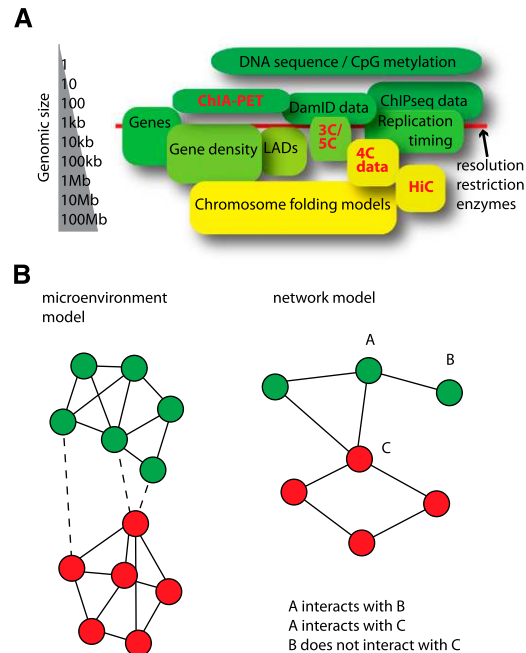 A
DNA sequence / CpG metylation
ChIA-PET
DamID data
ChIPseq data
Genes
Replication
timing
Gene density
LADs
3C/
5C
4C
data
HiC
Chromosome folding models
Genomic size
1
10
100
1kb
10kb
100kb
1Mb
10Mb
100Mb
resolution
restriction
enzymes
B
microenvironment
model
network model
A
B
C
A interacts with B
A interacts with C
B does not interact with C